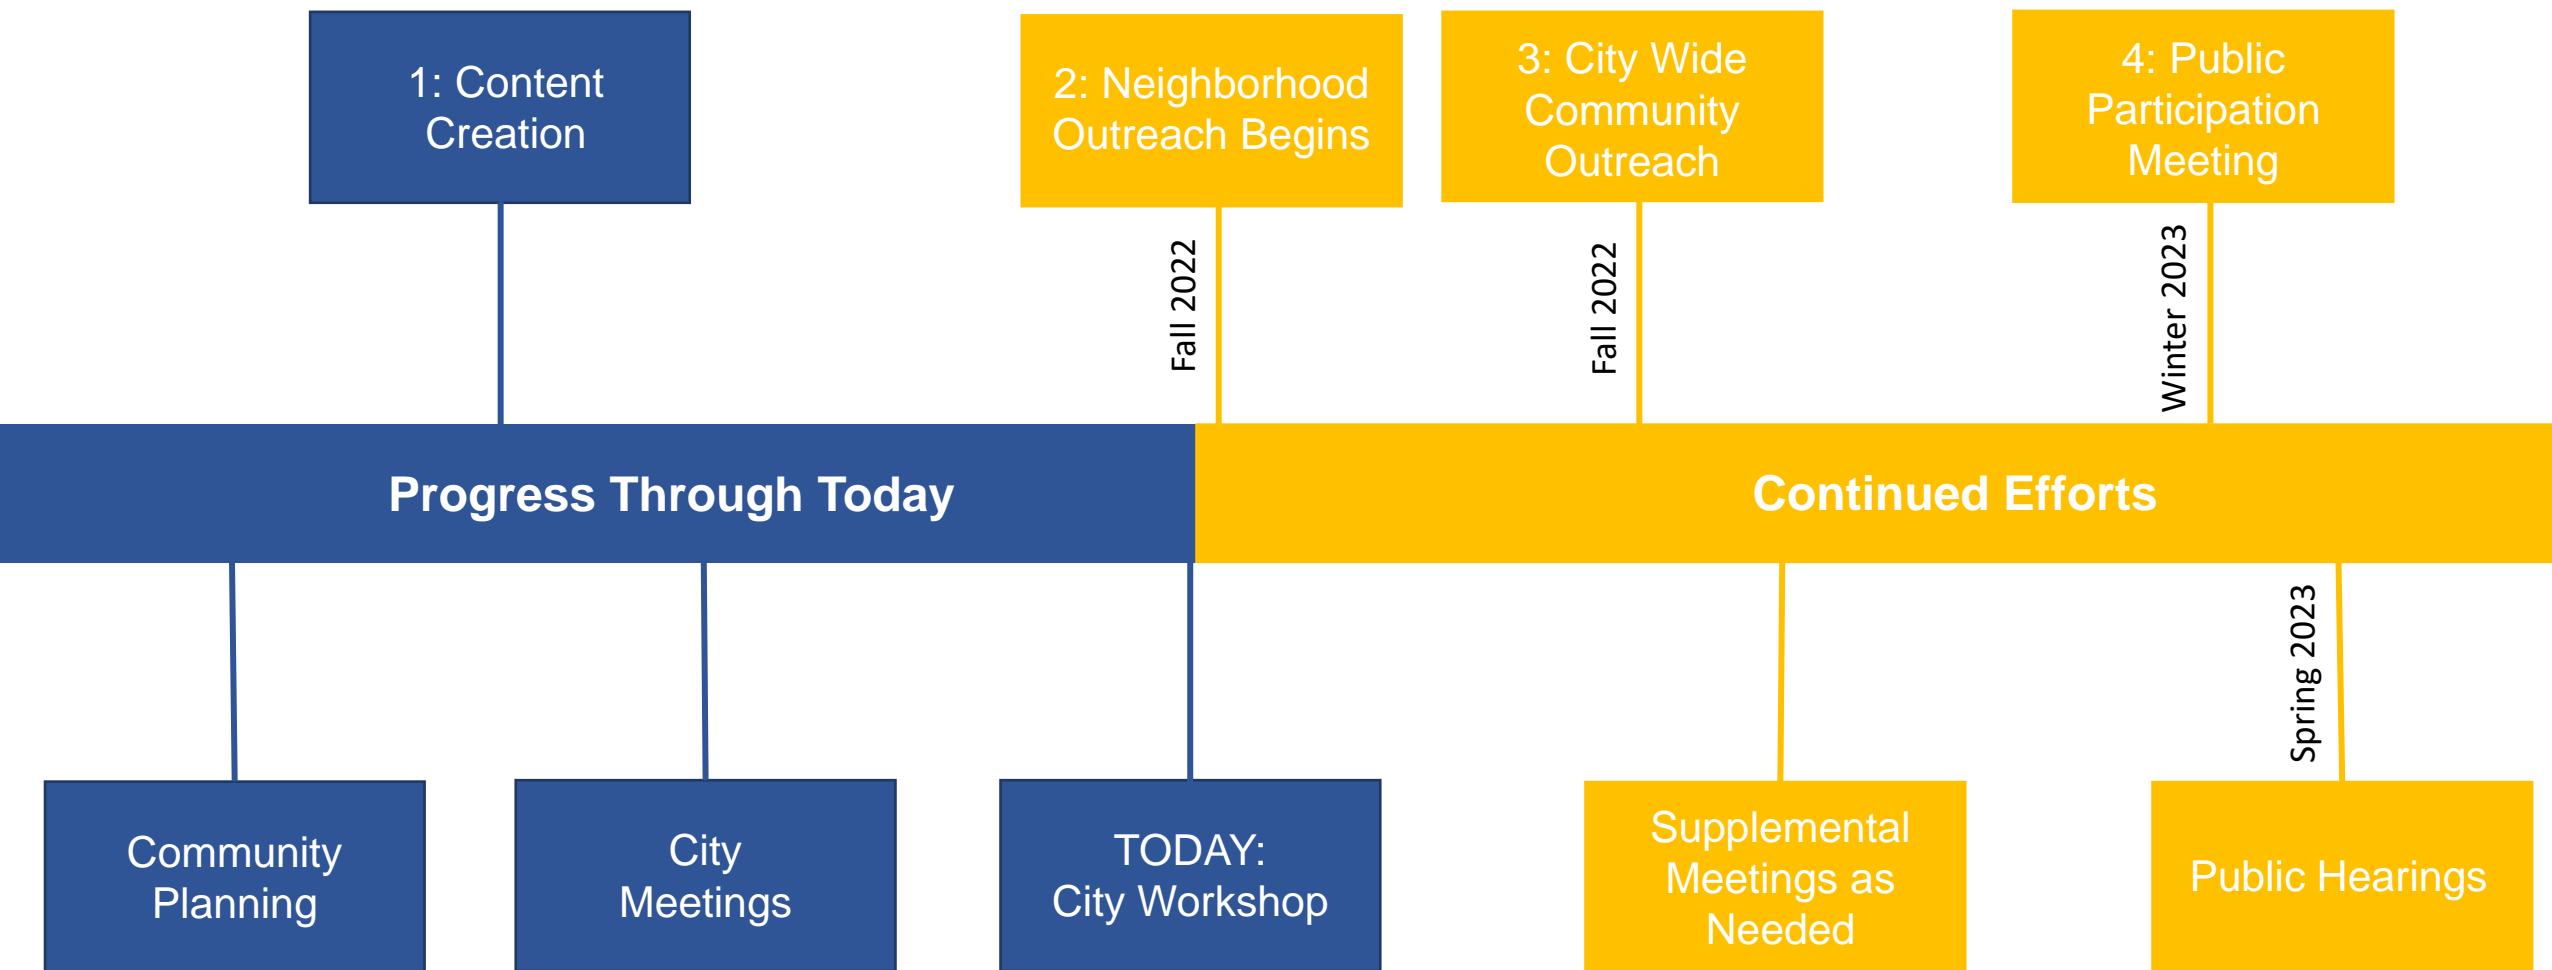 1: Content
Creation
2: Neighborhood
Outreach Begins
3: City Wide
Community
Outreach
4: Public
Participation
Meeting
Fall 2022
Fall 2022
Winter 2023
Progress Through Today
Continued Efforts
Spring 2023
Community
Planning
City
Meetings
TODAY:
City Workshop
Supplemental
Meetings as
Needed
Public Hearings